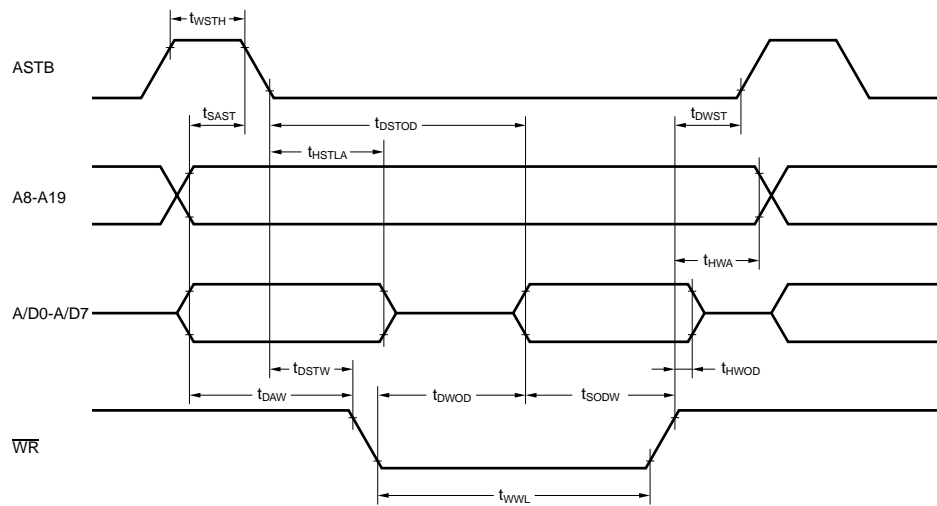 tWSTH
ASTB
tSAST
tDSTOD
tDWST
tHSTLA
A8-A19
tHWA
A/D0-A/D7
tDSTW
tHWOD
tDAW
tDWOD
tSODW
WR
tWWL